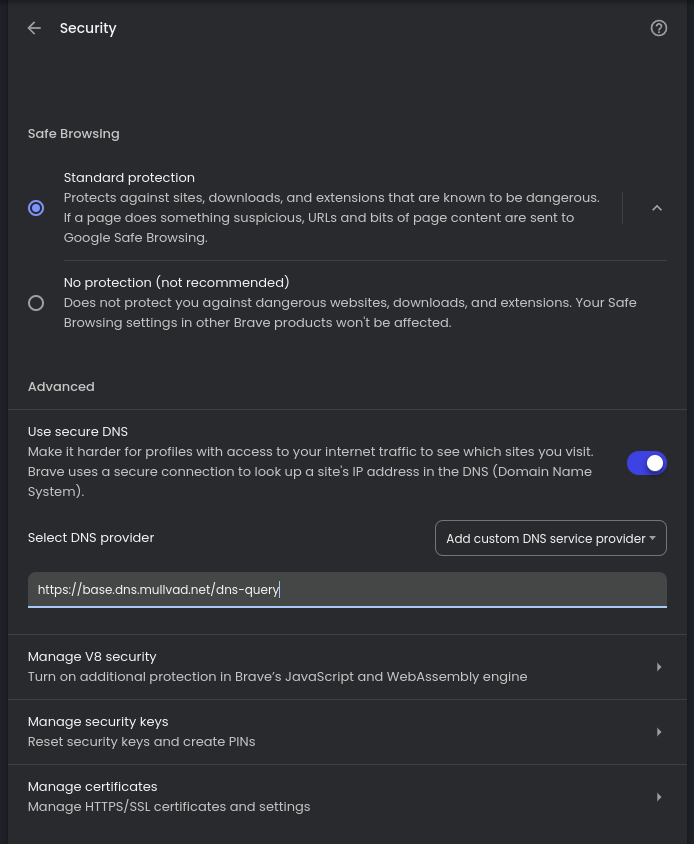 Security
Safe Browsing
Standard protection
Protects against sites, downloads, and extensions that are known to be dangerous.
If a page does something suspicious, URLs and bits of page content are sent to
Google Safe Browsing.
No protection (not recommended)
Does not protect you against dangerous websites, downloads, and extensions. Your Safe
Browsing settings in other Brave products won't be affected.
Advanced
Use secure DNS
Make it harder for profiles with access to your internet traffic to see which sites you visit.
Brave uses a secure connection to look up a site's IP address in the DNS (Domain Name
System).
Select DNS provider
Add custom DNS service provider
https://base.dns.mullvad.net/dns-query
Manage V8 security
Turn on additional protection in Brave’s JavaScript and WebAssembly engine
Manage security keys
Reset security keys and create PINs
Manage certificates
Manage HTTPS/SSL certificates and settings